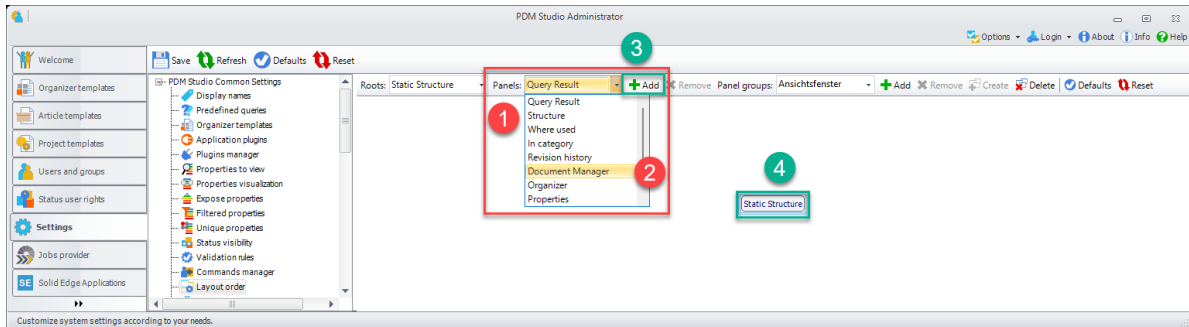 PDM Studio Administrator
Options Login About Info Help
Welcome
Organizer templates
Article templates
Project templates
Users and groups
Status user rights
Settings
Jobs provider
SE Solid Edge Applications
Save Refresh Defaults Reset
PDM Studio Common Settings
Display names
Predefined queries
Organizer templates
Application plugins
Plugins manager
Properties to view
Properties visualization
Expose properties
Filtered properties
Unique properties
Status visibility
Validation rules
Commands manager
Layout order
Roots: Static Structure Panels: Query Result Add Remove Panel groups: Ansichtsfenster Add Remove Create Delete Defaults Reset
3
Query Result
Structure
Where used
In category
Revision history
Document Manager
Organizer
Properties
1
2
4
Static Structure
Customize system settings according to your needs.